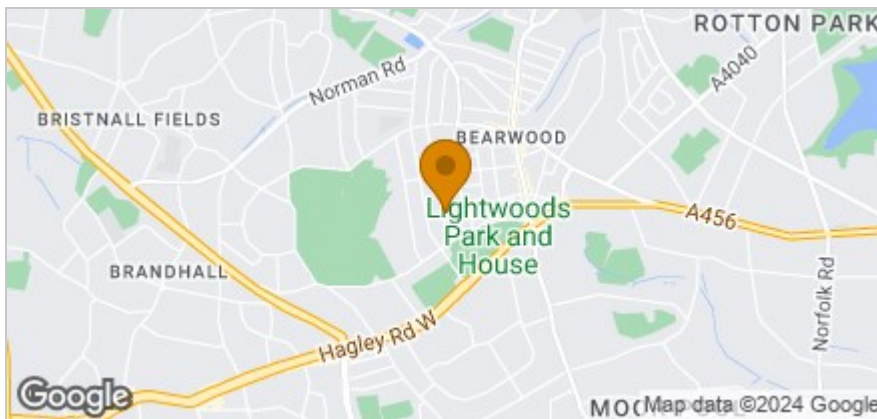 ROTTON PARK
A4040
Norman Rd
BRISTNALL FIELDS
BEARWOOD
Lightwoods
Park and
House
A456
BRANDHALL
Norfolk Rd
Hagley Rd W
Google
Map data ©2024 Google